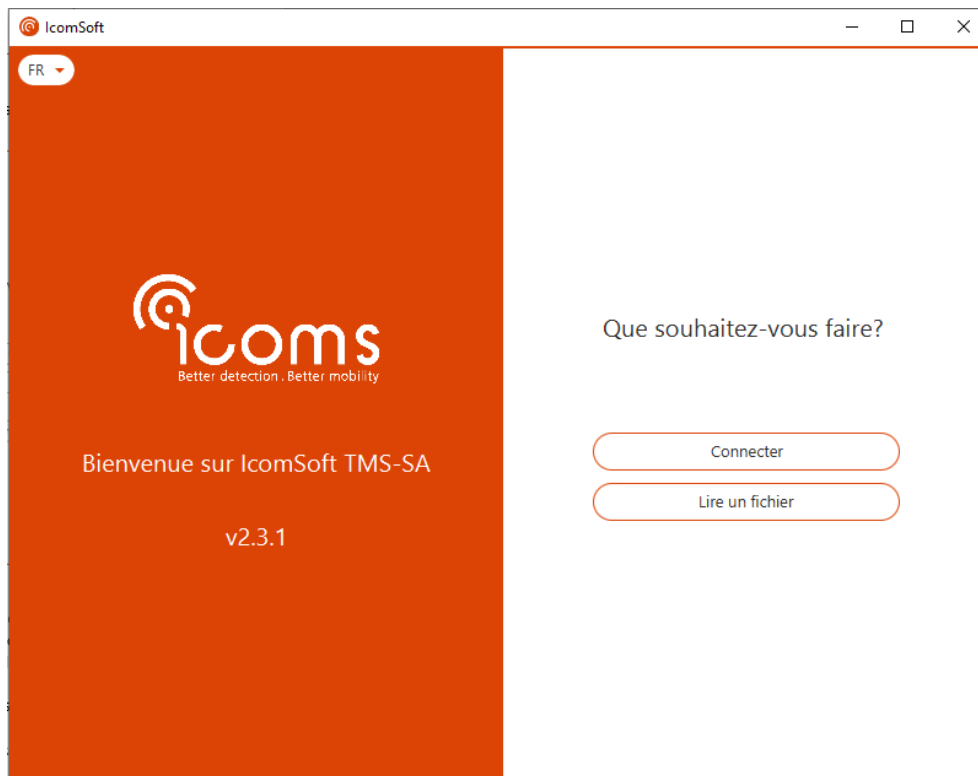 IcomSoft
FR
icoms
Better detection. Better mobility
Bienvenue sur IcomSoft TMS-SA
v2.3.1
Que souhaitez-vous faire?
Connecter
Lire un fichier